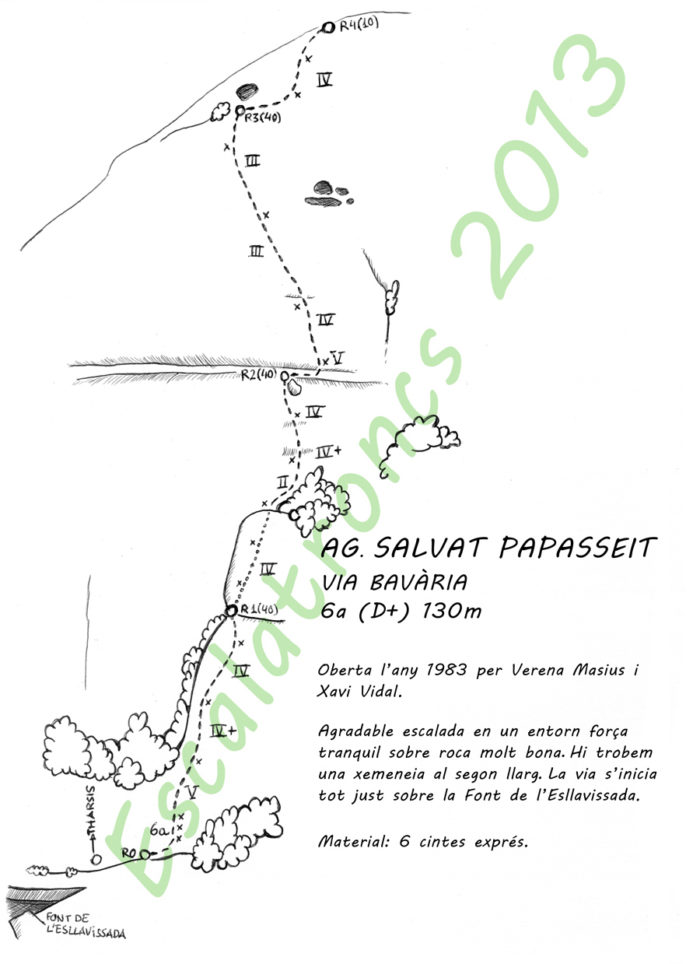 R4(10)
IV
R3(40)
III
III
IV
V
R2(40)
IV
IV+
II
AG. SALVAT PAPASSEIT
VIA BAVÀRIA
6a (D+) 130m
IV
R1(40)
IV
Oberta l'any 1983 per Verena Masius i
Xavi Vidal.
IV+
Agradable escalada en un entorn força
tranquil sobre roca molt bona. Hi trobem
una xemeneia al segon llarg. La via s'inicia
tot just sobre la Font de l'Esllavissada.
V
THARSIS
6a
R0
Material: 6 cintes exprés.
FONT DE
L'ESLLAVISSADA
Escalatroncs 2013